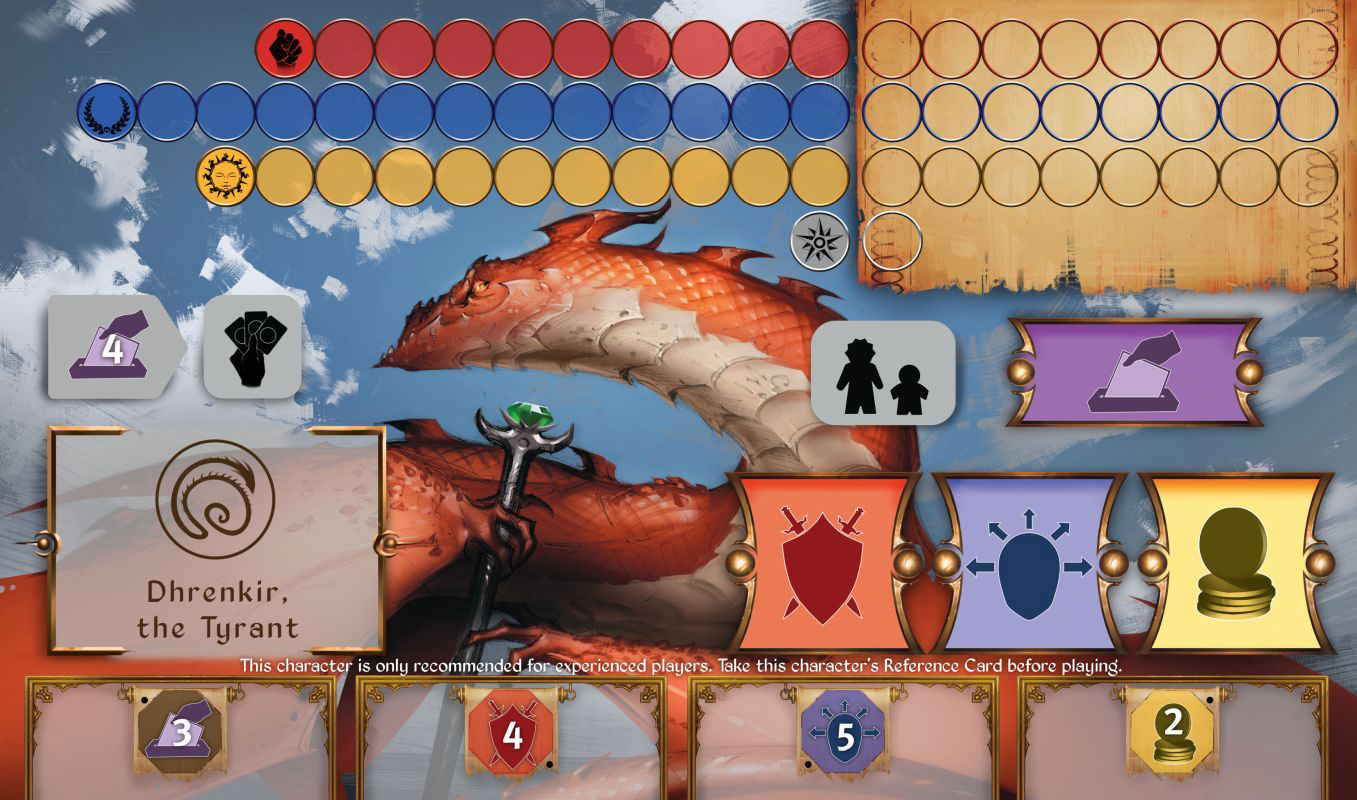 4
Dhrenkir,
the Tyrant
This character is only recommended for experienced players. Take this character's Reference Card before playing.
3
4
5
2